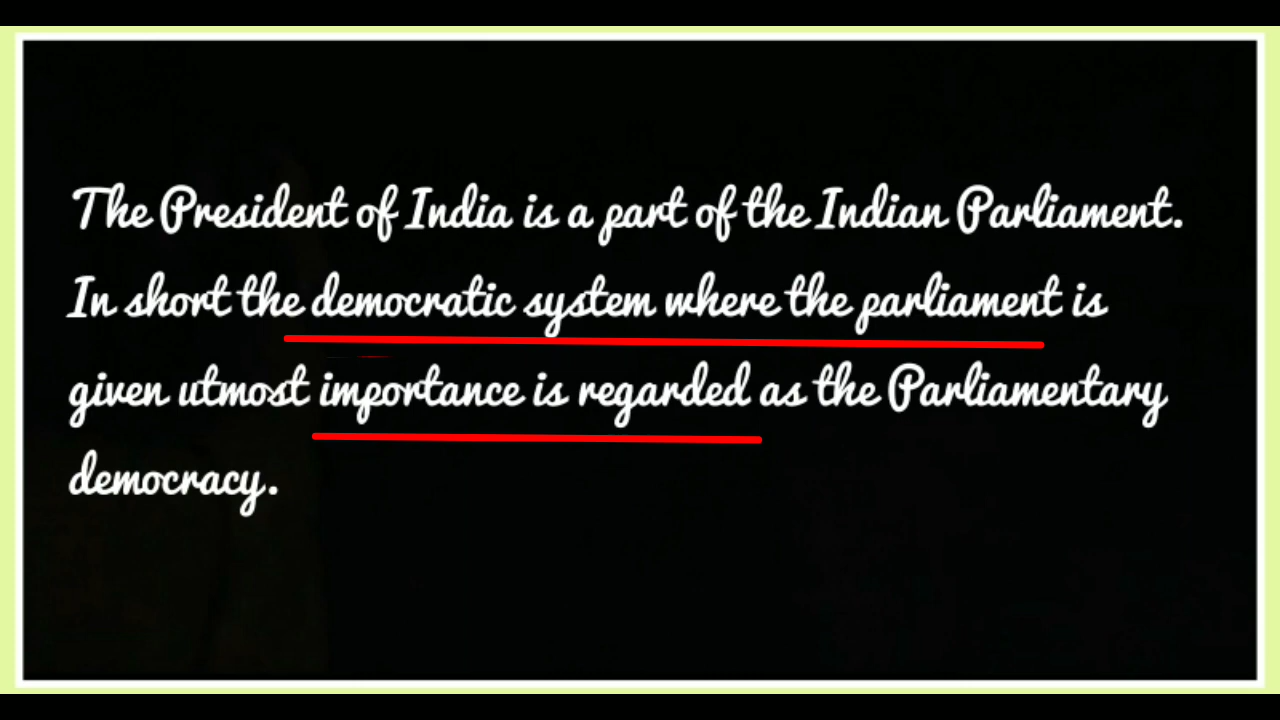 The President of India is a part of the Indian Parliament.
In short the democratic system where the parliament is
given utmost importance is regarded as the Parliamentary
democracy.